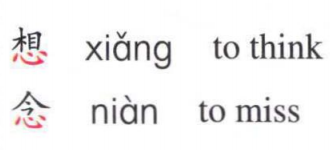 想 xiǎng to think
念 niàn to miss